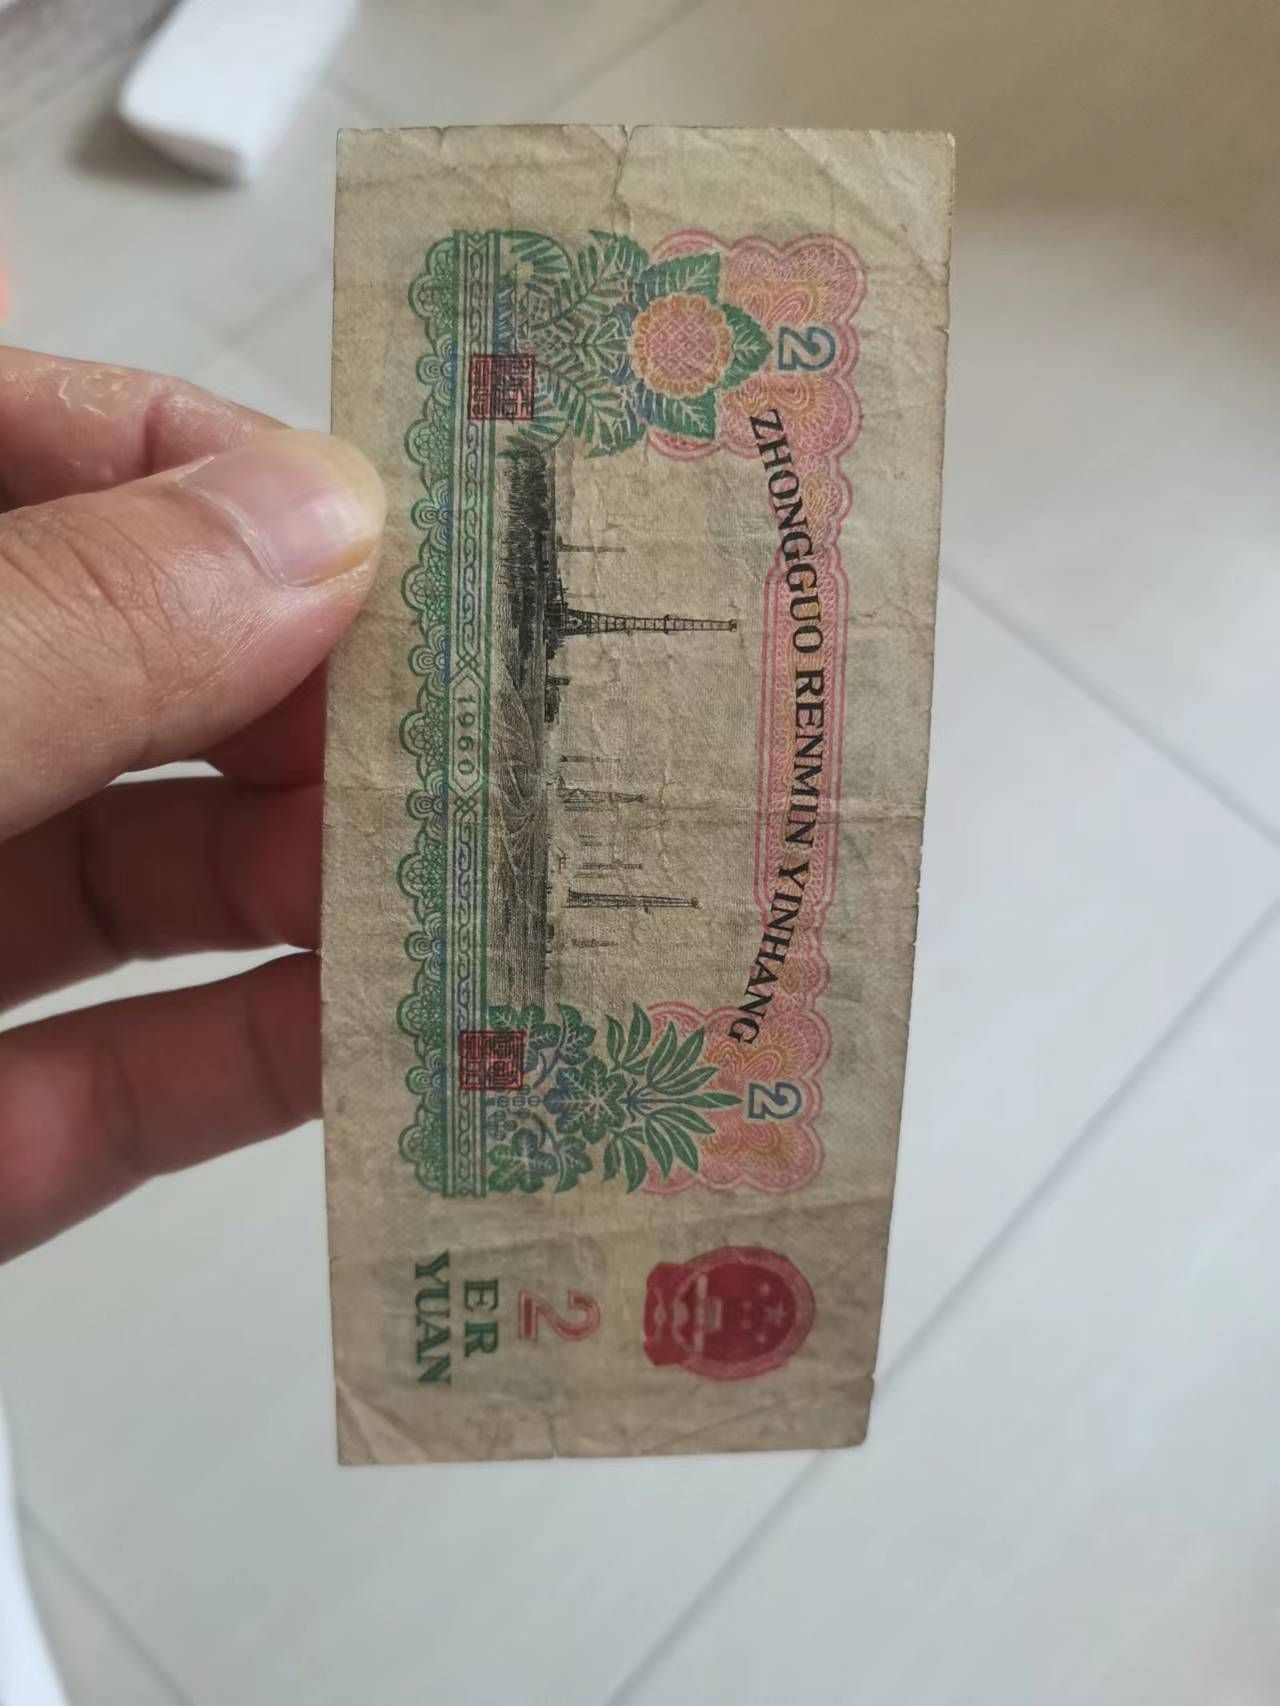 ZHONGGUO RENMIN YINHANG
2
2
2
ER
YUAN
1960